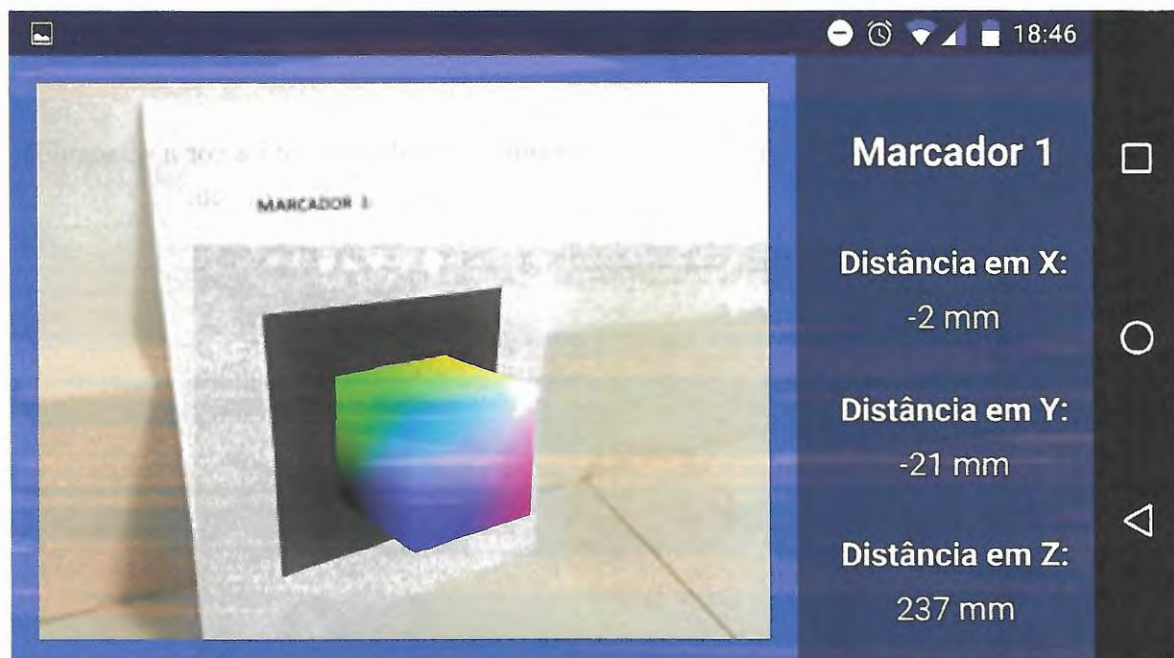 18:46
MARCADOR 1
Marcador 1
Distância em X:
-2 mm
Distância em Y:
-21 mm
Distância em Z:
237 mm